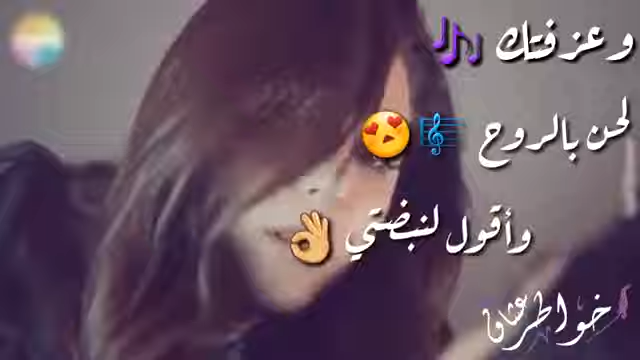 وعزفتك 🎶
لحن بالروح 🎼 😍
وأقول لنبضتي 👌
خواطر عشاق